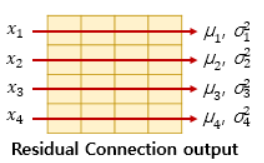 x₁ μ₁, σ₁²
x₂ μ₂, σ₂²
x₃ μ₃, σ₃²
x₄ μ₄, σ₄²
Residual Connection output